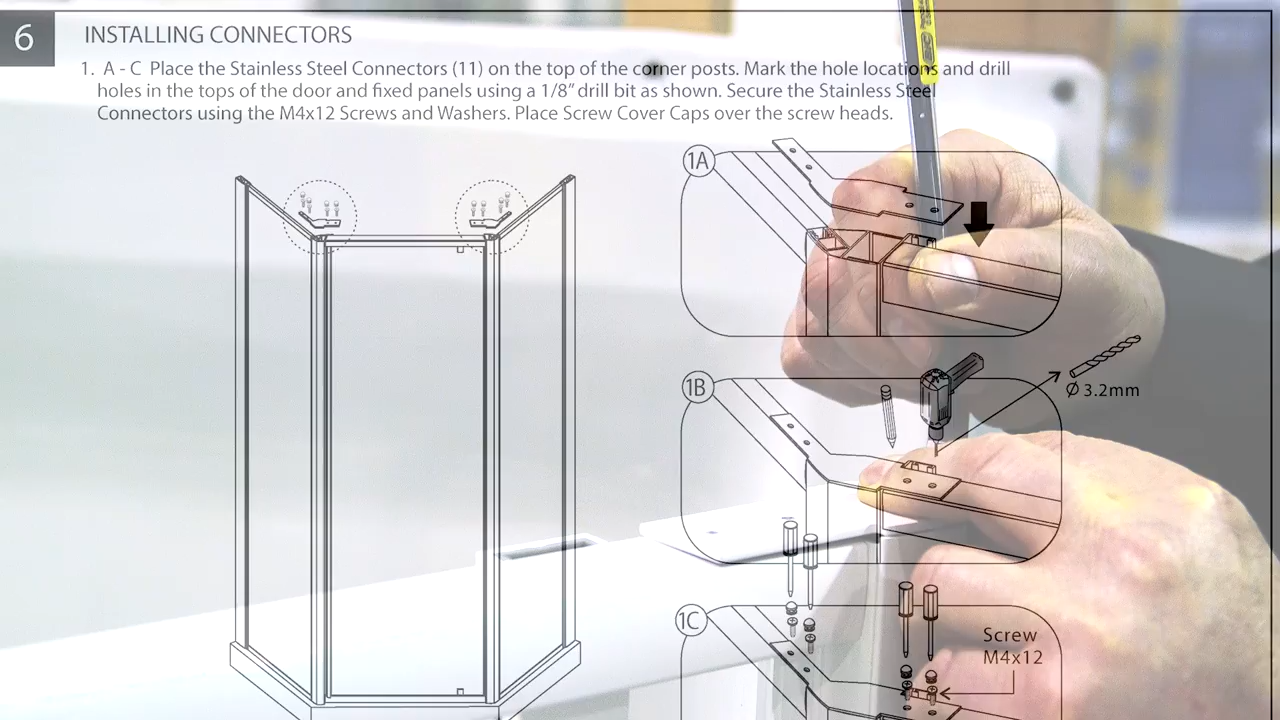 6
INSTALLING CONNECTORS
1. A - C Place the Stainless Steel Connectors (11) on the top of the corner posts. Mark the hole locations and drill
holes in the top of the door and fixed panels using a 1/8" drill bit as shown. Secure the Stainless Steel
Connectors using the M4x12 Screws and Washers. Place Screw Cover Caps over the screw heads.
1A
1B
Ø 3.2mm
1C
Screw
M4x12